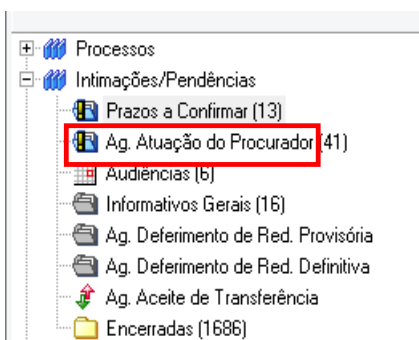 Processos
Intimações/Pendências
Prazos a Confirmar (13)
Ag. Atuação do Procurador (41)
Audiências (6)
Informativos Gerais (16)
Ag. Deferimento de Red. Provisória
Ag. Deferimento de Red. Definitiva
Ag. Aceite de Transferência
Encerradas (1686)